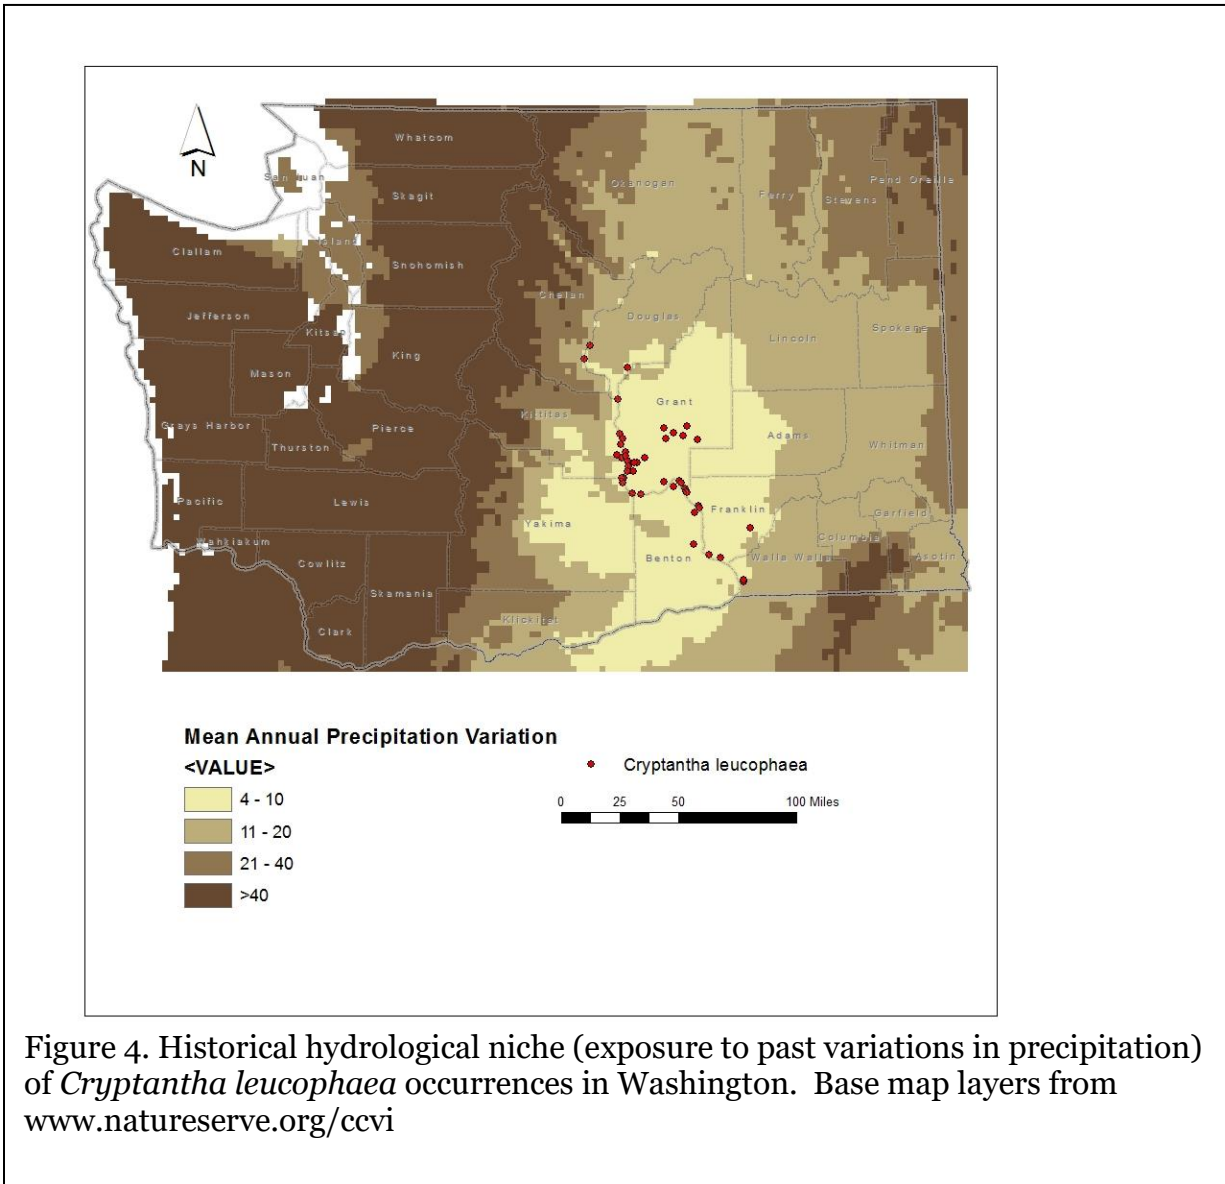 N
Whatcom
San Juan
Skagit
Okanogan
Ferry
Stevens
Pend Oreille
Island
Clallam
Snohomish
Chelan
Jefferson
Kitsap
Douglas
Spokane
Lincoln
King
Mason
Grant
Kittitas
Grays Harbor
Pierce
Thurston
Adams
Whitman
Pacific
Lewis
Yakima
Franklin
Garfield
Wahkiakum
Columbia
Cowlitz
Benton
Walla Walla
Asotin
Skamania
Klickitat
Clark
Mean Annual Precipitation Variation
<VALUE>
4 - 10
11 - 20
21 - 40
>40
Cryptantha leucophaea
0 25 50 100 Miles
Figure 4. Historical hydrological niche (exposure to past variations in precipitation)
of Cryptantha leucophaea occurrences in Washington. Base map layers from
www.natureserve.org/ccvi